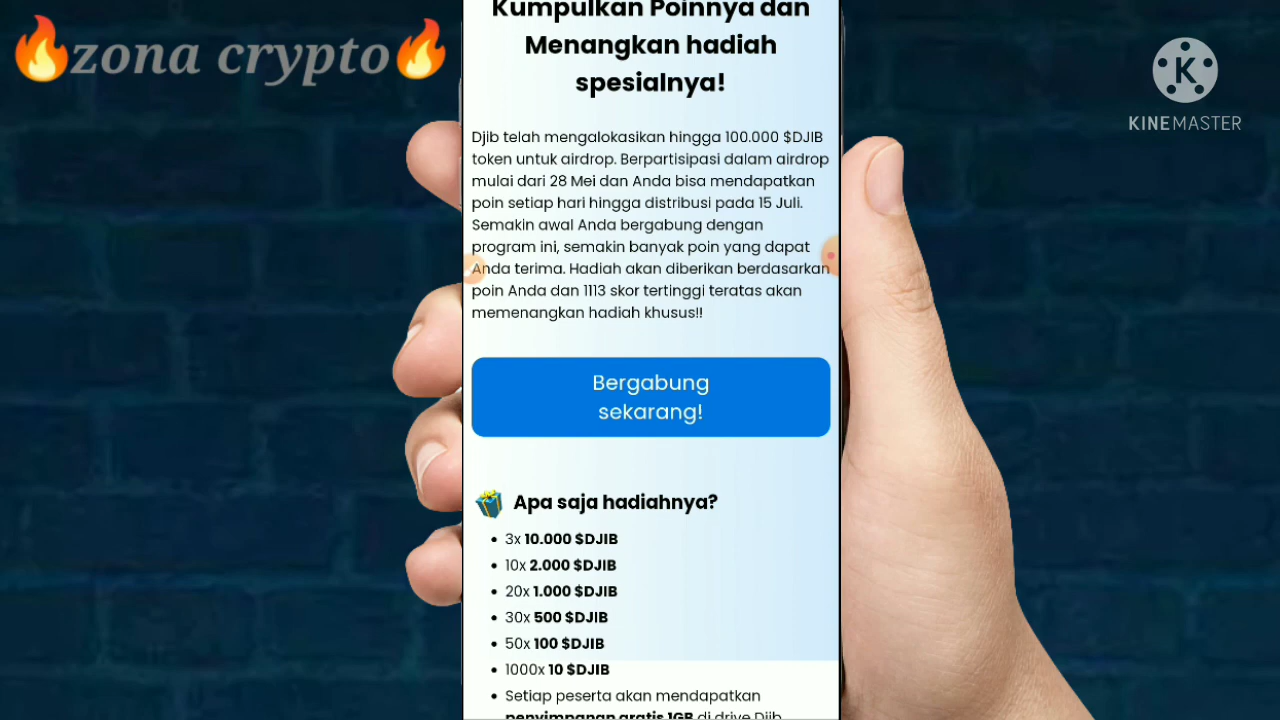 Kumpulkan Poinnya dan
Menangkan hadiah
spesialnya!
🔥zona crypto🔥
K
KINEMASTER
Djib telah mengalokasikan hingga 100.000 $DJIB
token untuk airdrop. Berpartisipasi dalam airdrop
mulai dari 28 Mei dan Anda bisa mendapatkan
poin setiap hari hingga distribusi pada 15 Juli.
Semakin awal Anda bergabung dengan
program ini, semakin banyak poin yang dapat
Anda terima. Hadiah akan diberikan berdasarkan
poin Anda dan 1113 skor tertinggi teratas akan
memenangkan hadiah khusus!!
Bergabung
sekarang!
Apa saja hadiahnya?
• 3x 10.000 $DJIB
• 10x 2.000 $DJIB
• 20x 1.000 $DJIB
• 30x 500 $DJIB
• 50x 100 $DJIB
• 1000x 10 $DJIB
• Setiap peserta akan mendapatkan
penyimpanan gratis 1GB di drive Djib